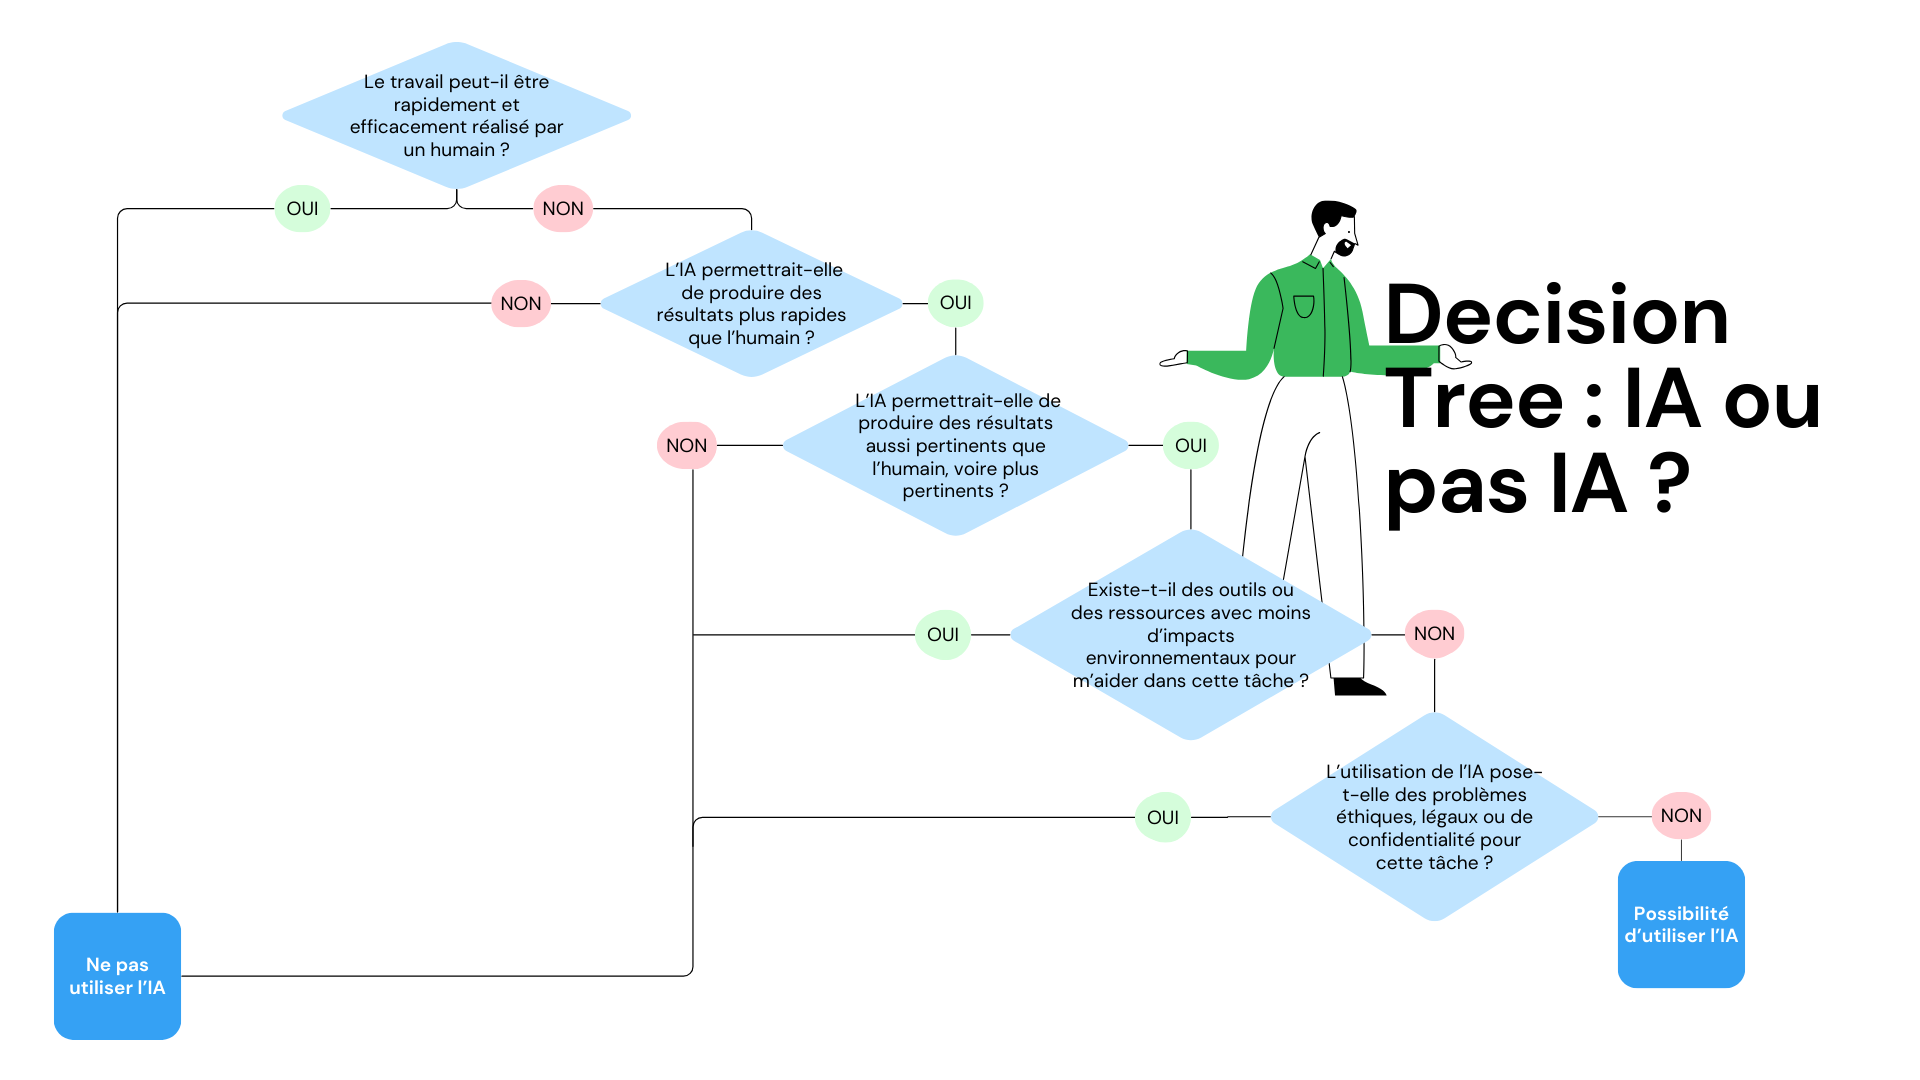 Le travail peut-il être
rapidement et
efficacement réalisé par
un humain ?
OUI
NON
L’IA permettrait-elle
de produire des
résultats plus rapides
que l’humain ?
NON
OUI
Decision
Tree : IA ou
pas IA ?
L’IA permettrait-elle de
produire des résultats
aussi pertinents que
l’humain, voire plus
pertinents ?
NON
OUI
Existe-t-il des outils ou
des ressources avec moins
d’impacts
environnementaux pour
m’aider dans cette tâche ?
OUI
NON
L’utilisation de l’IA pose-
t-elle des problèmes
éthiques, légaux ou de
confidentialité pour
cette tâche ?
OUI
NON
Possibilité
d’utiliser l’IA
Ne pas
utiliser l’IA